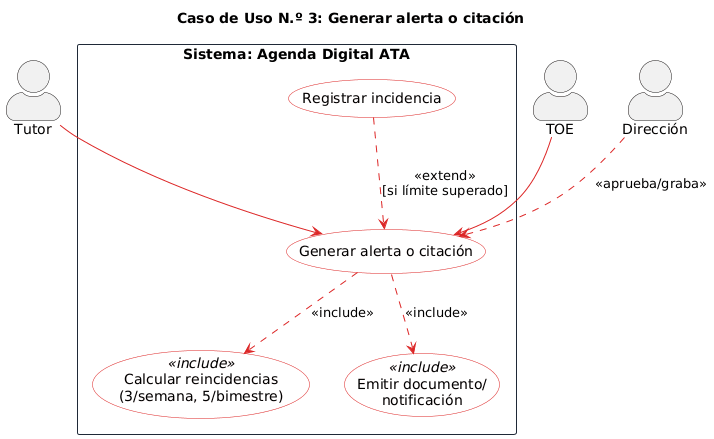 Caso de Uso N.º 3: Generar alerta o citación
Sistema: Agenda Digital ATA
Registrar incidencia
Tutor
TOE
Dirección
«extend»
[si límite superado]
«aprueba/graba»
Generar alerta o citación
«include»
«include»
«include»
Calcular reincidencias
(3/semana, 5/bimestre)
«include»
Emitir documento/
notificación